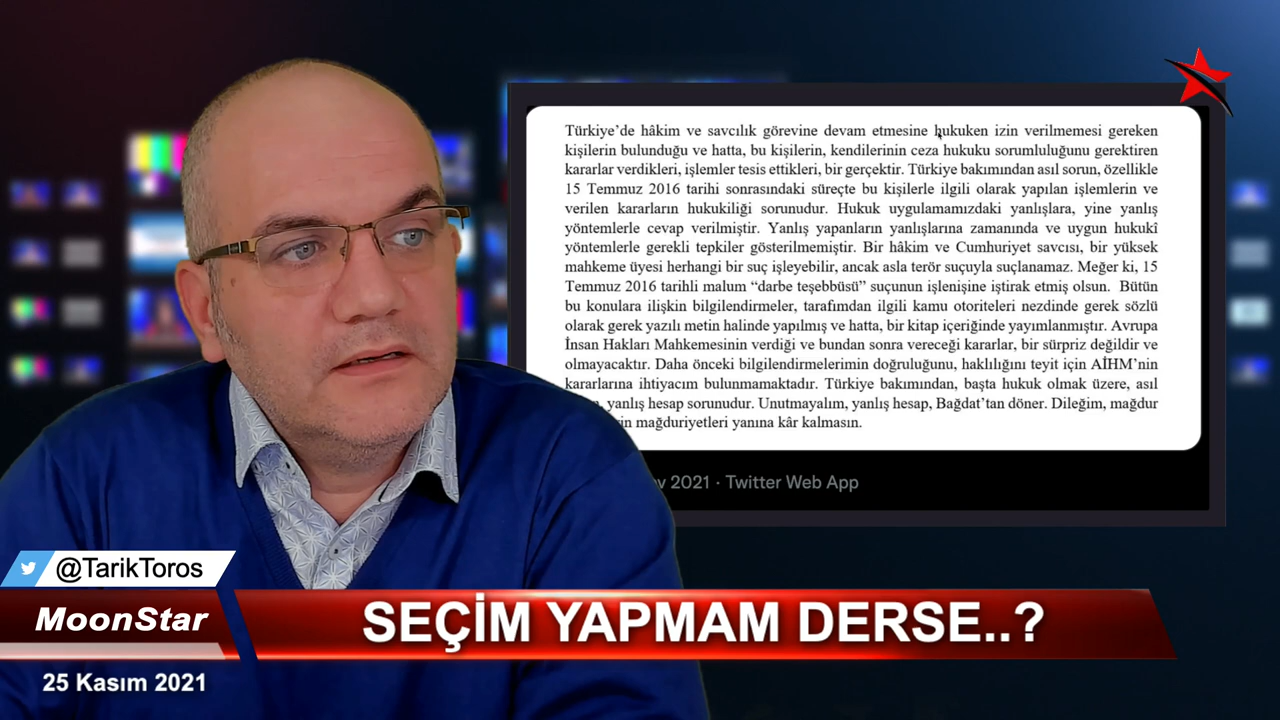 Türkiye’de hâkim ve savcılık görevine devam etmesine hukuken izin verilmemesi gereken
kişilerin bulunduğu ve hatta, bu kişilerin, kendilerinin ceza hukuku sorumluluğunu gerektiren
kararlar verdikleri, işlemler tesis ettikleri, bir gerçektir. Türkiye bakımından asıl sorun, özellikle
15 Temmuz 2016 tarihi sonrasındaki süreçte bu kişilerle ilgili olarak yapılan işlemlerin ve
verilen kararların hukukiliği sorunudur. Hukuk uygulamamızdaki yanlışlara, yine yanlış
yöntemlerle cevap verilmiştir. Yanlış yapanların yanlışlarına zamanında ve uygun hukukî
yöntemlerle gerekli tepkiler gösterilmemiştir. Bir hâkim ve Cumhuriyet savcısı, bir yüksek
mahkeme üyesi herhangi bir suç işleyebilir, ancak asla terör suçuyla suçlanamaz. Meğer ki, 15
Temmuz 2016 tarihli malum “darbe teşebbüsü” suçunun işlenişine iştirak etmiş olsun. Bütün
bu konulara ilişkin bilgilendirmeler, tarafımdan ilgili kamu otoriteleri nezdinde gerek sözlü
olarak gerek yazılı metin halinde yapılmış ve hatta, bir kitap içeriğinde yayımlanmıştır. Avrupa
İnsan Hakları Mahkemesinin verdiği ve bundan sonra vereceği kararlar, bir sürpriz değildir ve
olmayacaktır. Daha önceki bilgilendirmelerimin doğruluğunu, haklılığını teyit için AİHM’nin
kararlarına ihtiyacım bulunmamaktadır. Türkiye bakımından, başta hukuk olmak üzere, asıl
yanlış hesap sorunudur. Unutmayalım, yanlış hesap, Bağdat’tan döner. Dileğim, mağdur
mağduriyetleri yanına kâr kalmasın.
2021 · Twitter Web App
@TarikToros
MoonStar
SEÇİM YAPMAM DERSE..?
25 Kasım 2021